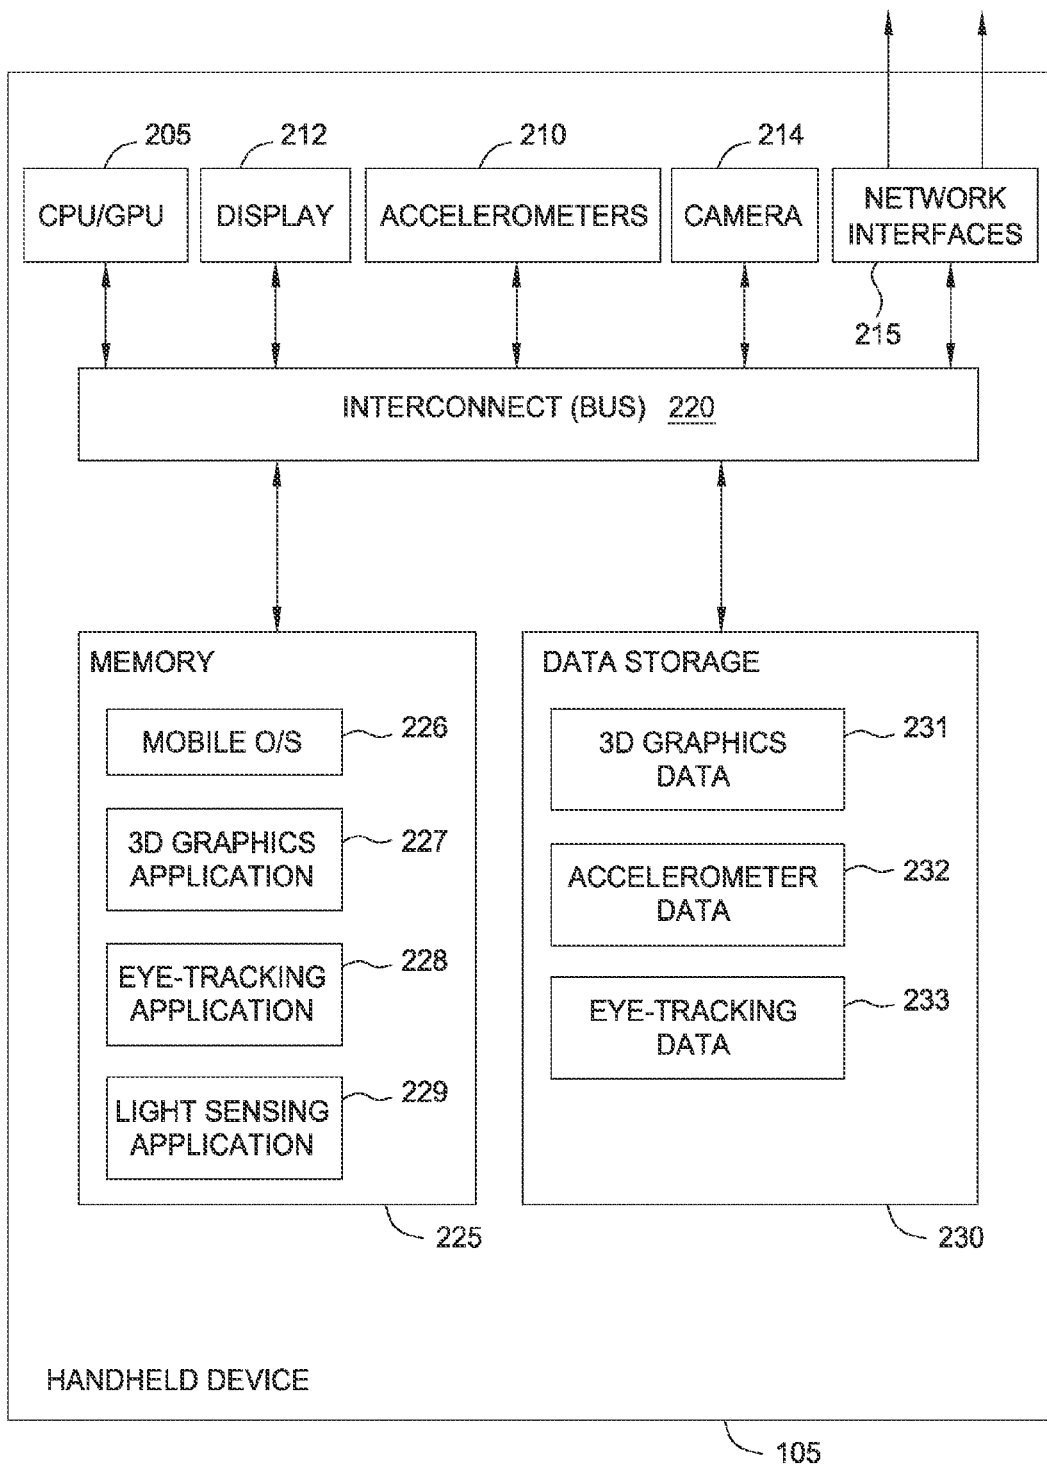 205
212
210
214
CPU/GPU
DISPLAY
ACCELEROMETERS
CAMERA
NETWORK
INTERFACES
215
INTERCONNECT (BUS) 220
MEMORY
MOBILE O/S
226
3D GRAPHICS
APPLICATION
227
EYE-TRACKING
APPLICATION
228
LIGHT SENSING
APPLICATION
229
225
DATA STORAGE
3D GRAPHICS
DATA
231
ACCELEROMETER
DATA
232
EYE-TRACKING
DATA
233
230
HANDHELD DEVICE
105